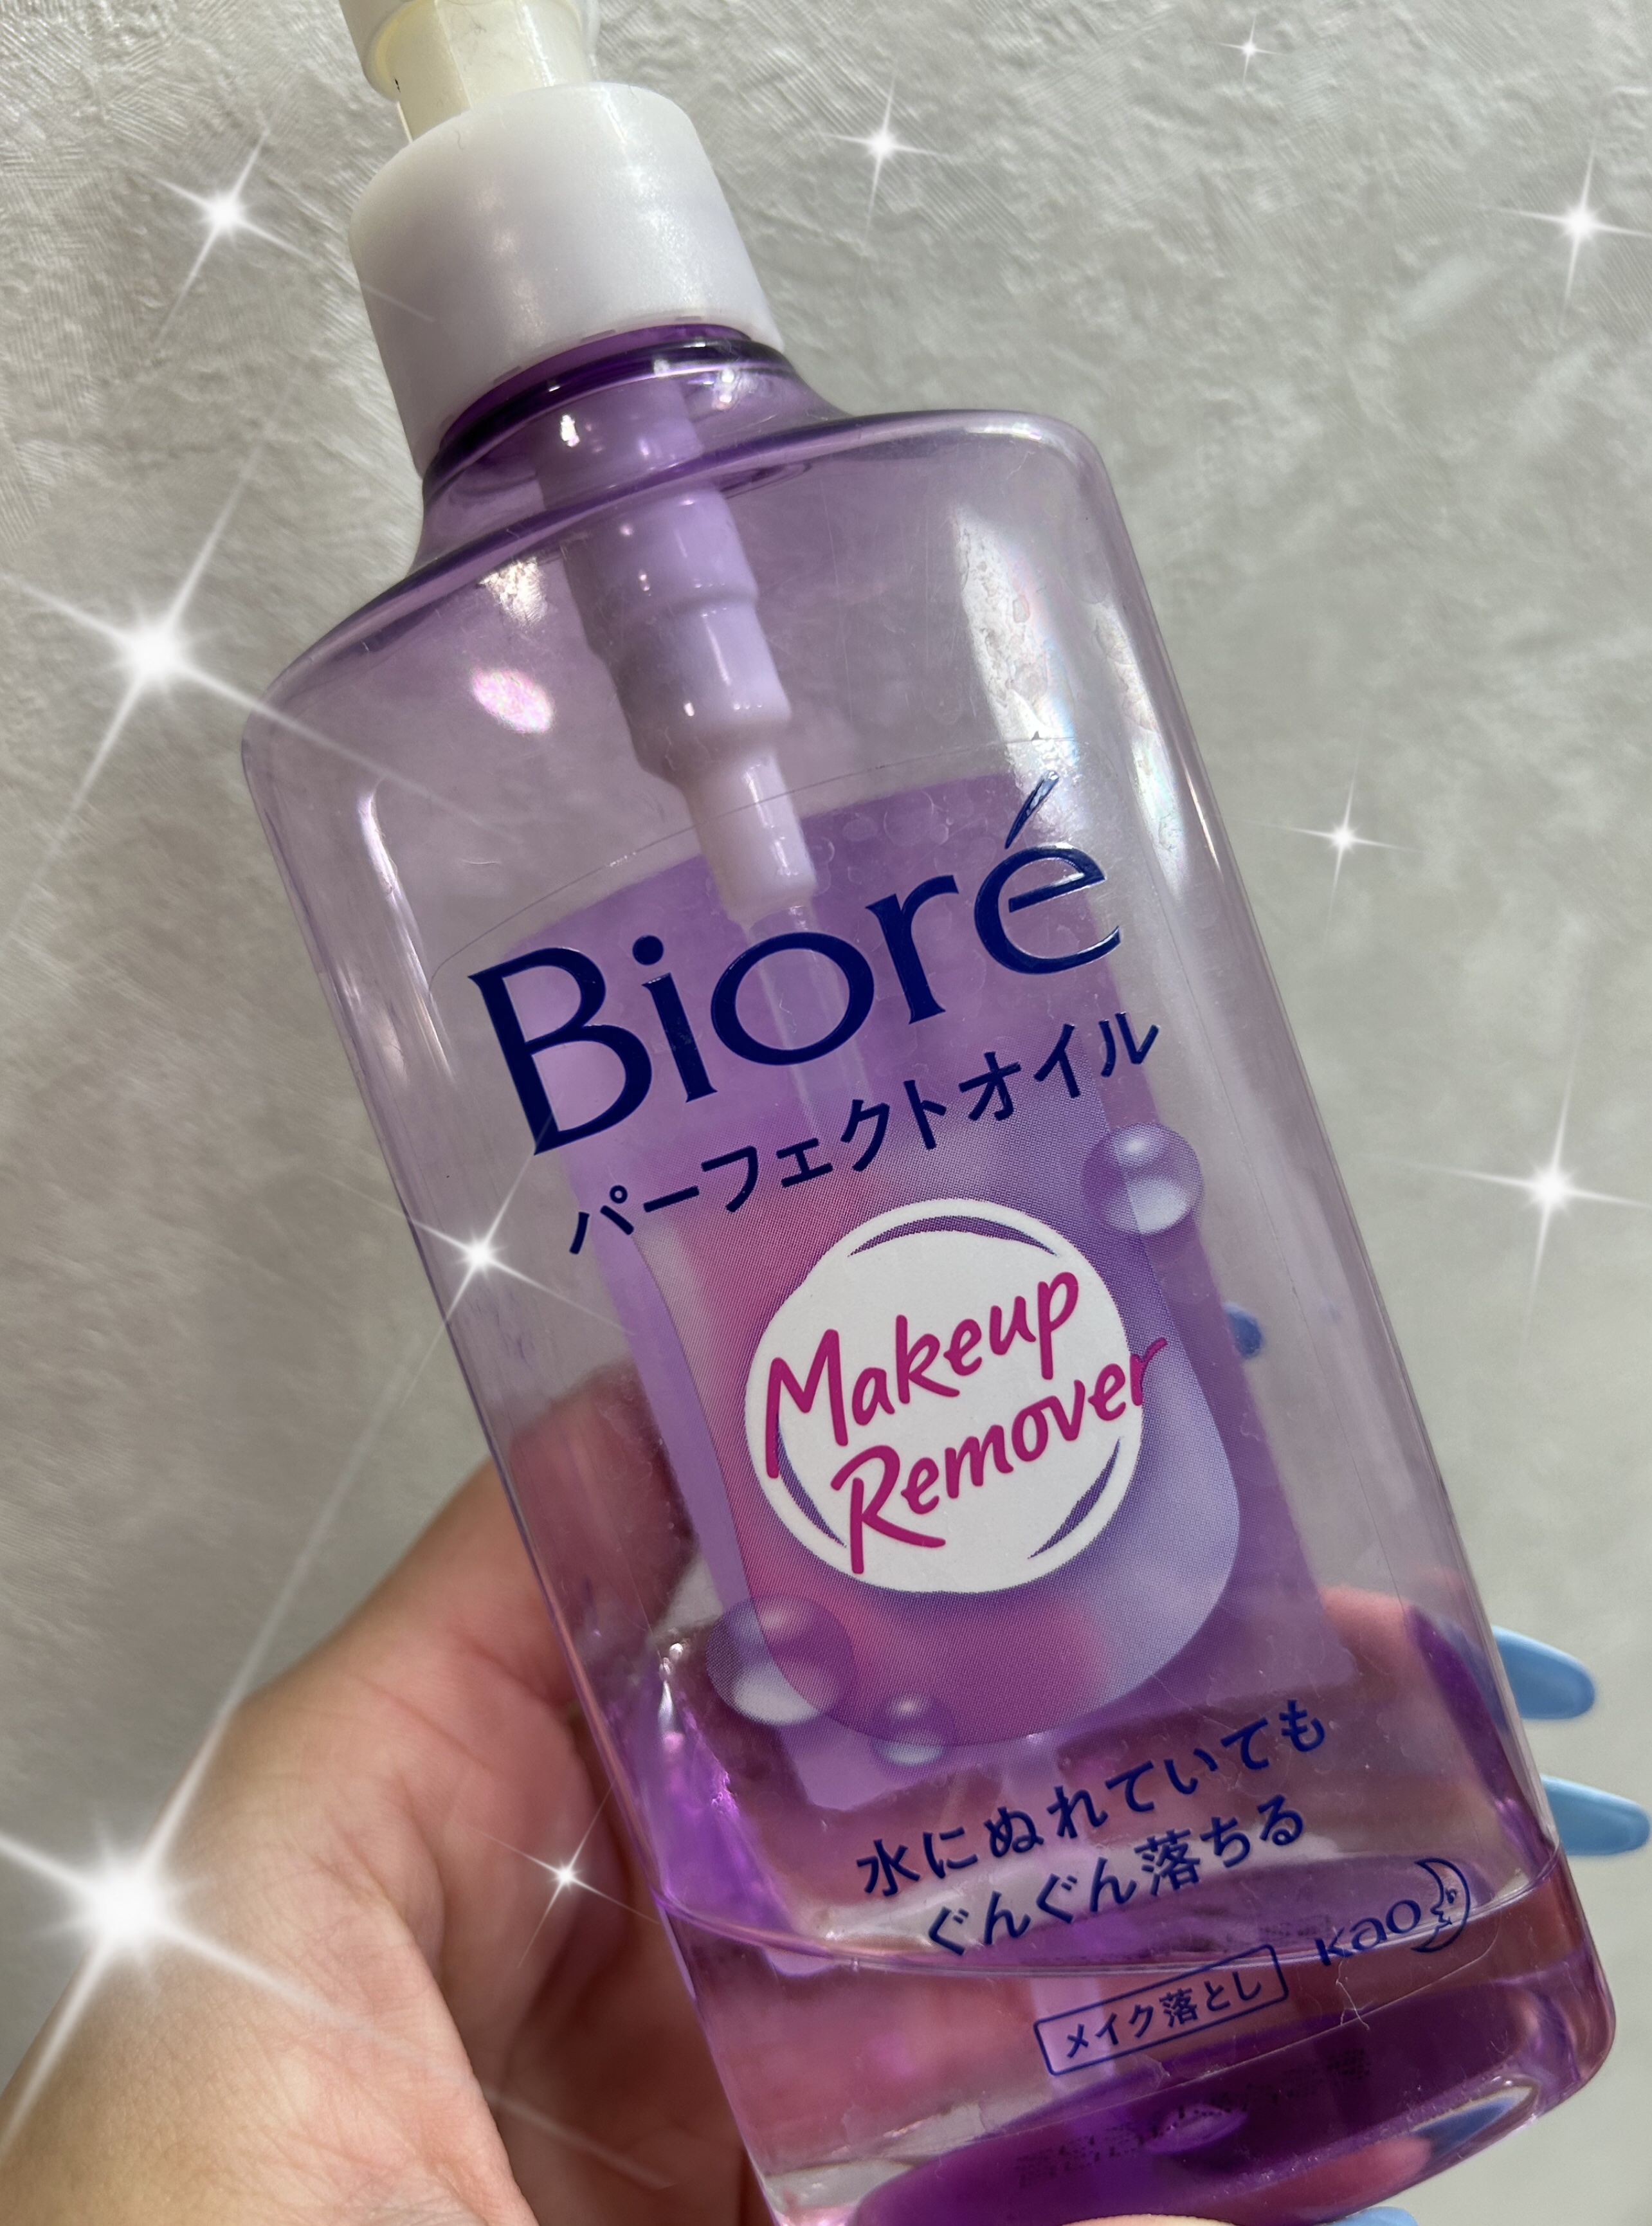 Bioré
パーフェクトオイル
Makeup
Remover
水にぬれていても
ぐんぐん落ちる
メイク落とし
Kao